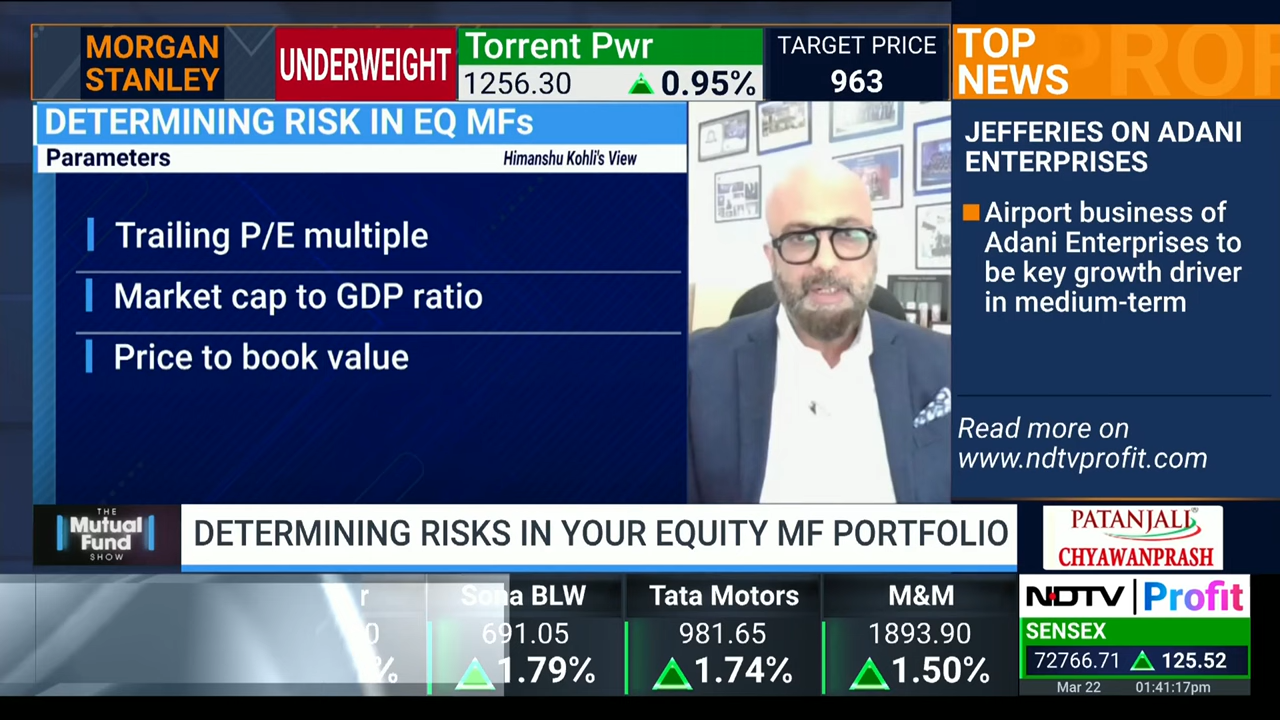 MORGAN
STANLEY
UNDERWEIGHT
Torrent Pwr
1256.30 0.95%
TARGET PRICE
963
TOP
NEWS
DETERMINING RISK IN EQ MFs
Parameters
Himanshu Kohli's View
Trailing P/E multiple
Market cap to GDP ratio
Price to book value
JEFFERIES ON ADANI
ENTERPRISES
Airport business of
Adani Enterprises to
be key growth driver
in medium-term
Read more on
www.ndtvprofit.com
THE
Mutual
Fund
SHOW
DETERMINING RISKS IN YOUR EQUITY MF PORTFOLIO
PATANJALI
CHYAWANPRASH
r
0
%
Sona BLW
691.05
1.79%
Tata Motors
981.65
1.74%
M&M
1893.90
1.50%
NDTV Profit
SENSEX
72766.71 125.52
Mar 22 01:41:17pm